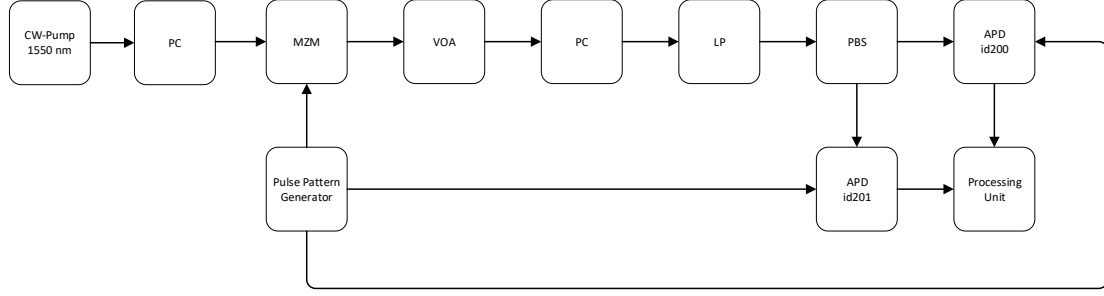 CW-Pump
1550 nm
PC
MZM
VOA
PC
LP
PBS
APD
id200
Pulse Pattern
Generator
APD
id201
Processing
Unit